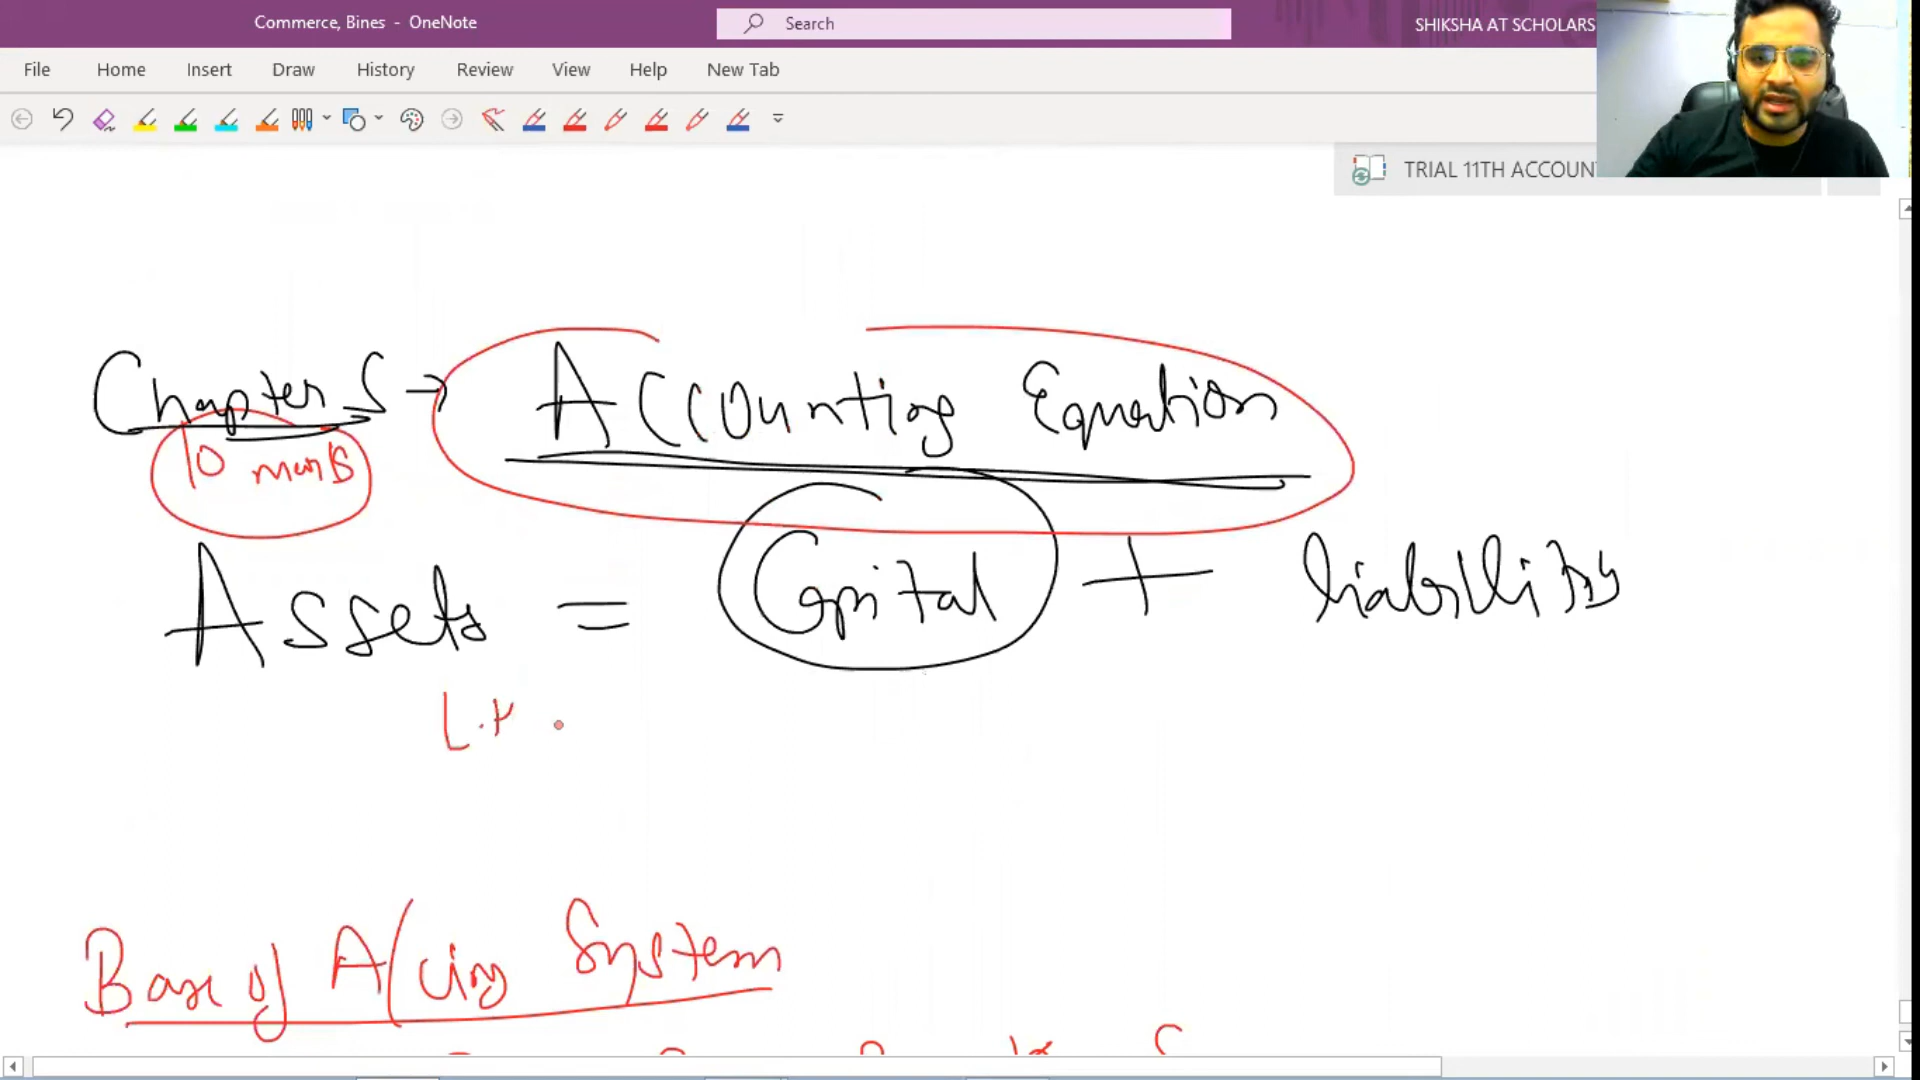 Commerce, Bines - OneNote
Search
SHIKSHA AT SCHOLARS
File Home Insert Draw History Review View Help New Tab
TRIAL 11TH ACCOUN
Chapter 5 → Accounting Equation
10 marks
Assets = Capital + liability
Base of A/cing System